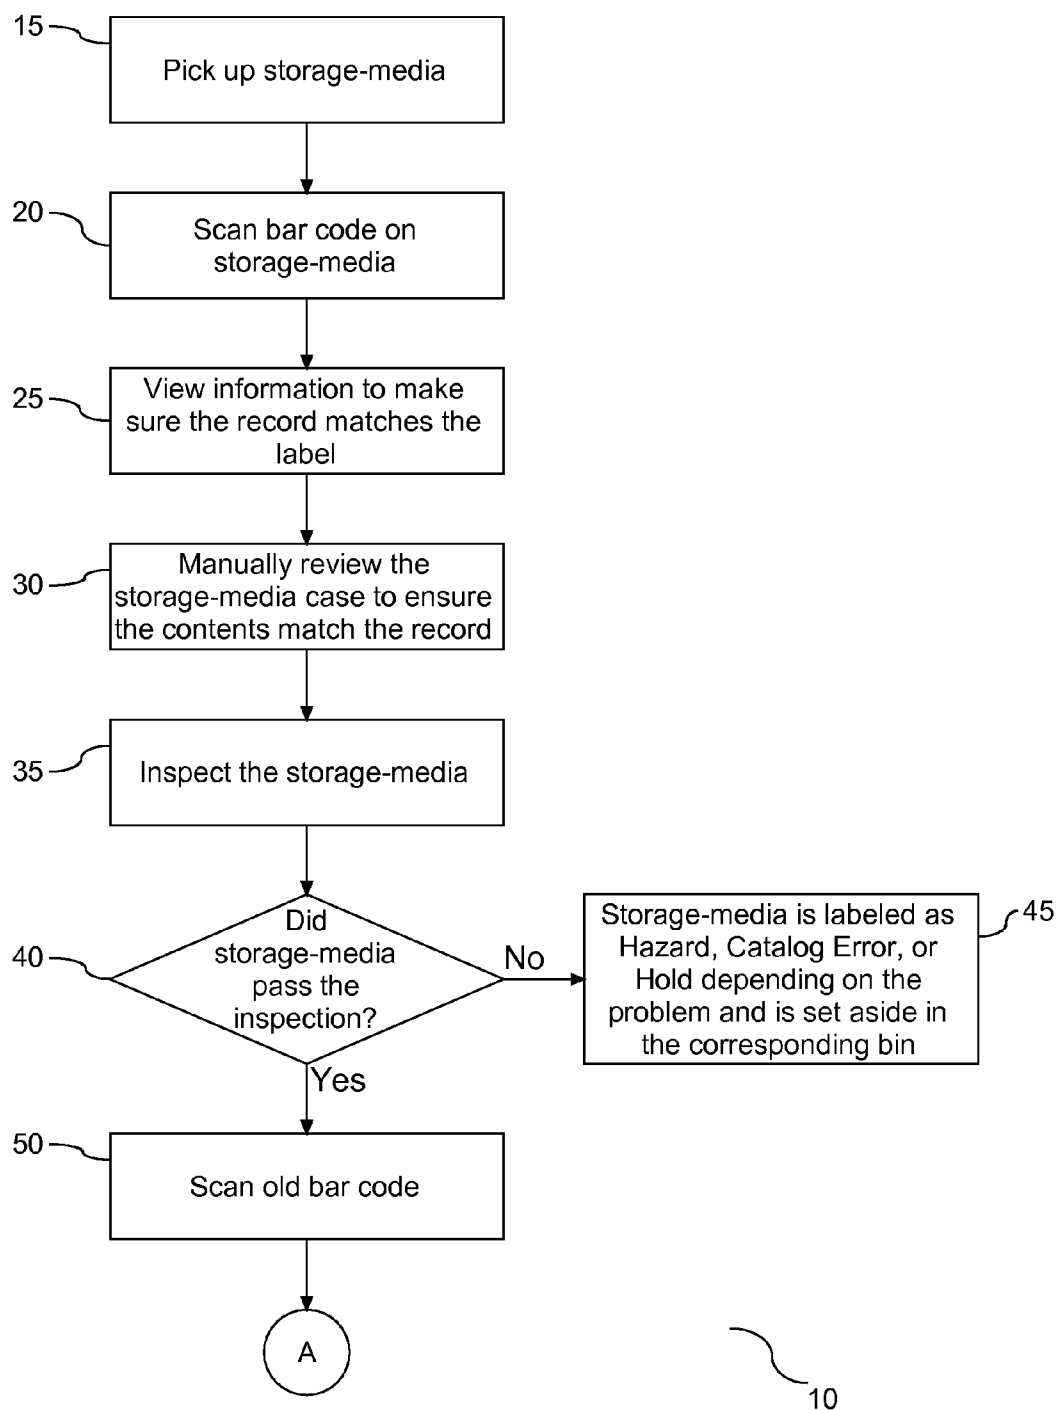 15
Pick up storage-media
20
Scan bar code on
storage-media
25
View information to make
sure the record matches the
label
30
Manually review the
storage-media case to ensure
the contents match the record
35
Inspect the storage-media
40
Did
storage-media
pass the
inspection?
No
45
Storage-media is labeled as
Hazard, Catalog Error, or
Hold depending on the
problem and is set aside in
the corresponding bin
Yes
50
Scan old bar code
A
10